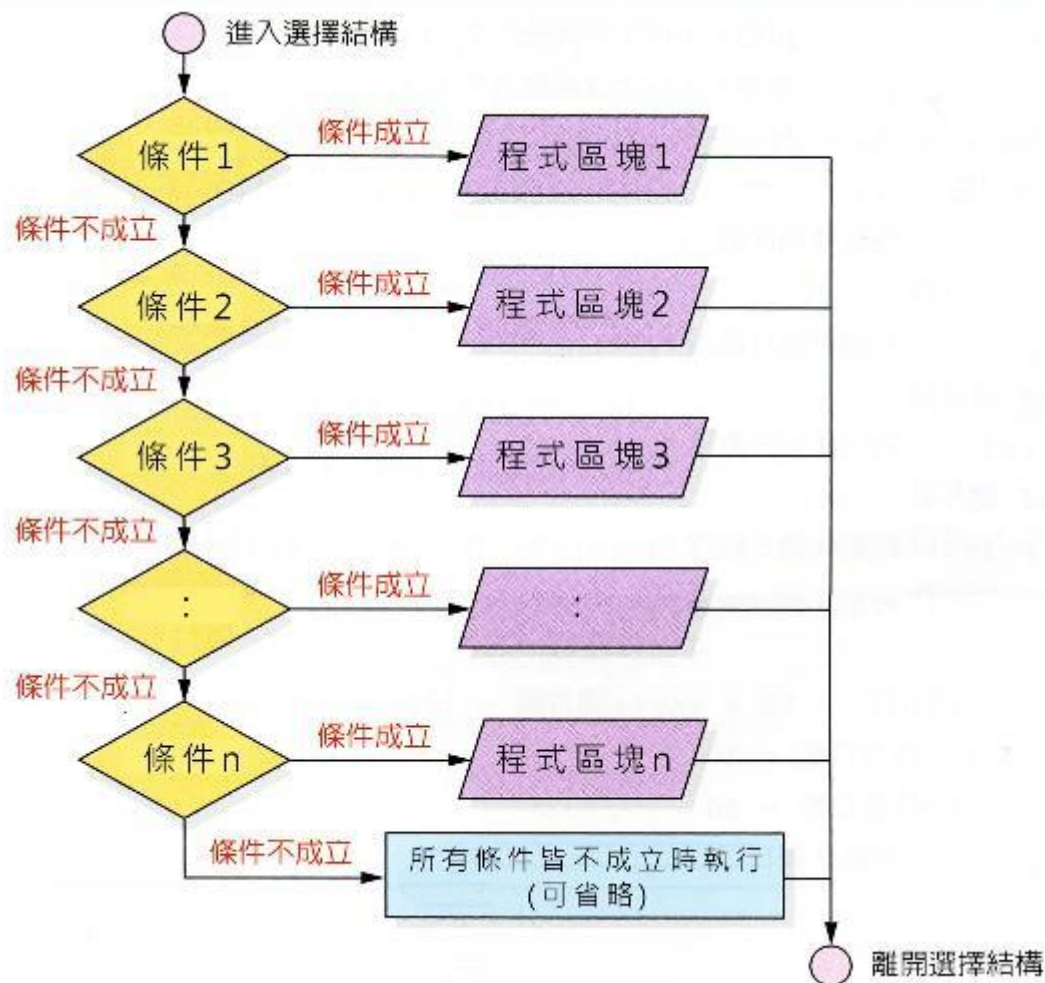 進入選擇結構
條件1
條件成立
程式區塊1
條件不成立
條件2
條件成立
程式區塊2
條件不成立
條件3
條件成立
程式區塊3
條件不成立
:
條件成立
:
條件不成立
條件n
條件成立
程式區塊n
條件不成立
所有條件皆不成立時執行
(可省略)
離開選擇結構